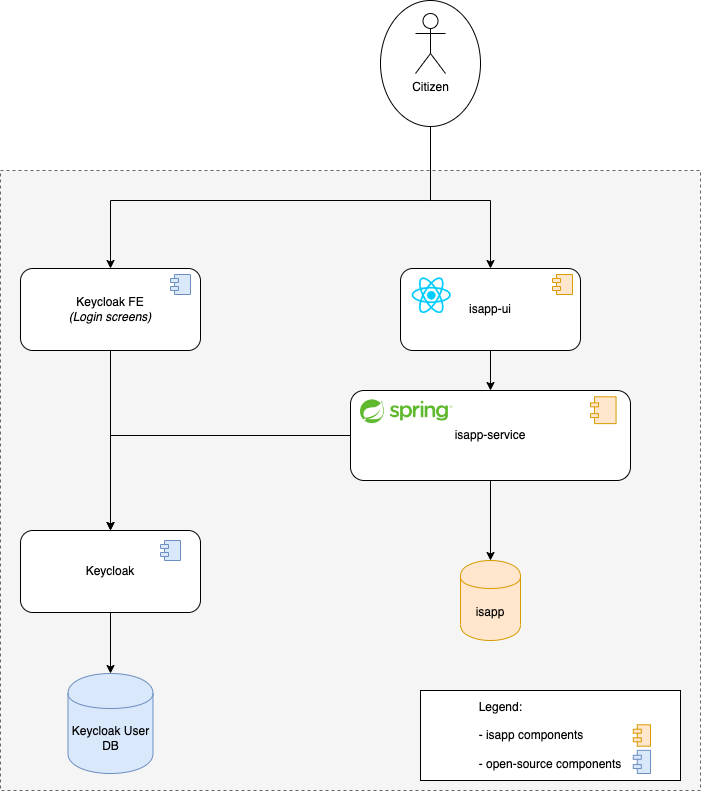 Citizen
Keycloak FE
(Login screens)
isapp-ui
spring
isapp-service
Keycloak
isapp
Keycloak User
DB
Legend:
- isapp components
- open-source components